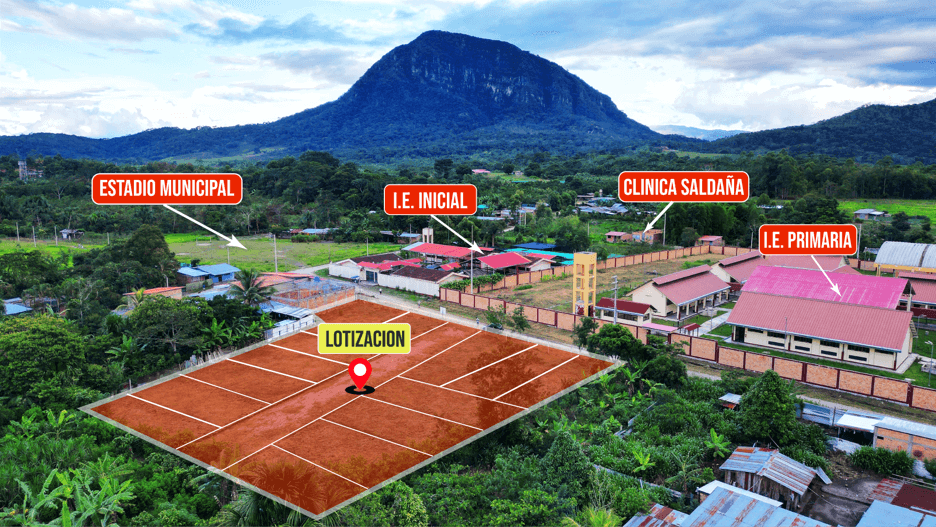 ESTADIO MUNICIPAL
I.E. INICIAL
CLINICA SALDAÑA
I.E. PRIMARIA
LOTIZACION